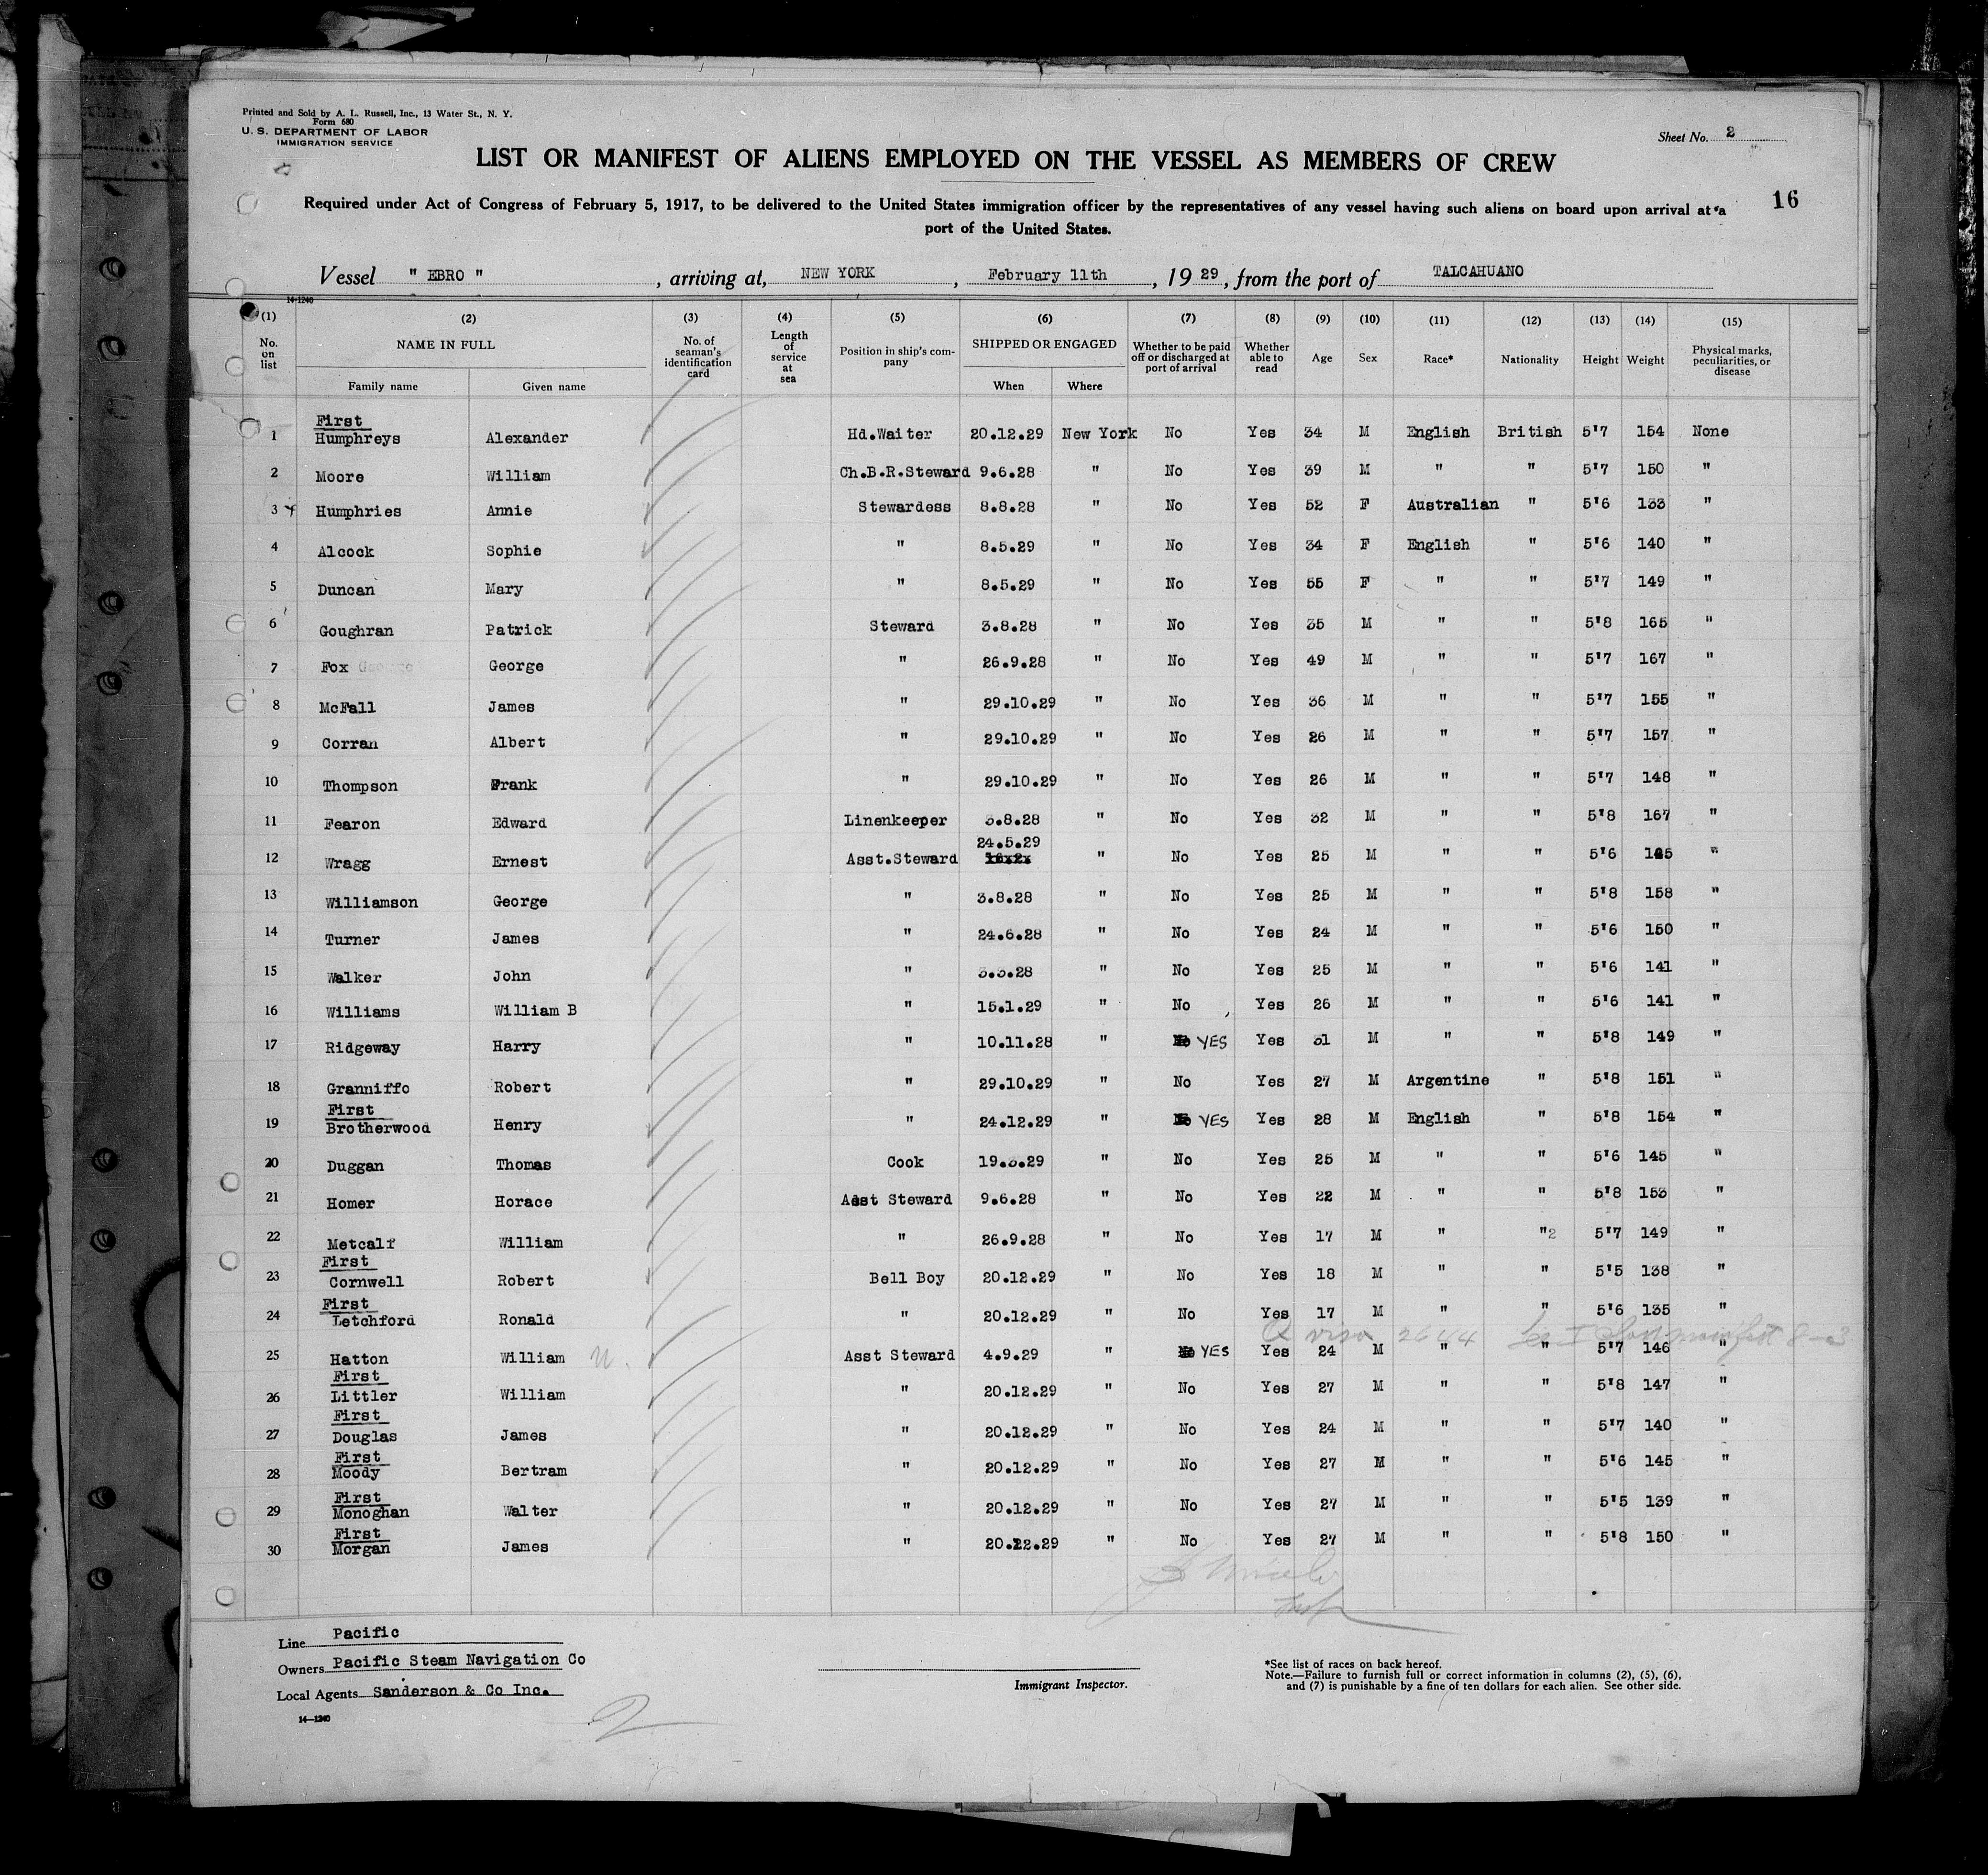 Printed and Sold by A. L. Russell, Inc., 13 Water St., N. Y.
Form 680
U. S. DEPARTMENT OF LABOR
IMMIGRATION SERVICE
Sheet No. 2
LIST OR MANIFEST OF ALIENS EMPLOYED ON THE VESSEL AS MEMBERS OF CREW
16
Required under Act of Congress of February 5, 1917, to be delivered to the United States immigration officer by the representatives of any vessel having such aliens on board upon arrival at a
port of the United States.
Vessel " EBRO " , arriving at, NEW YORK , February 11th , 19 29 , from the port of TALCAHUANO
14-1240
(1) (2) (3) (4) (5) (6) (7) (8) (9) (10) (11) (12) (13) (14) (15)
No. on list NAME IN FULL No. of seaman's identification card Length of service at sea Position in ship's company SHIPPED OR ENGAGED Whether to be paid off or discharged at port of arrival Whether able to read Age Sex Race* Nationality Height Weight Physical marks, peculiarities, or disease
Family name Given name When Where
First
1 Humphreys Alexander Hd.Waiter 20.12.29 New York No Yes 34 M English British 5'7 154 None
2 Moore William Ch.B.R.Steward 9.6.28 " No Yes 39 M " " 5'7 150 "
3 Humphries Annie Stewardess 8.8.28 " No Yes 52 F Australian " 5'6 133 "
4 Alcock Sophie " 8.5.29 " No Yes 34 F English " 5'6 140 "
5 Duncan Mary " 8.5.29 " No Yes 55 F " " 5'7 149 "
6 Goughran Patrick Steward 3.8.28 " No Yes 35 M " " 5'8 165 "
7 Fox George " 26.9.28 " No Yes 49 M " " 5'7 167 "
8 McFall James " 29.10.29 " No Yes 36 M " " 5'7 155 "
9 Corran Albert " 29.10.29 " No Yes 26 M " " 5'7 157 "
10 Thompson Frank " 29.10.29 " No Yes 26 M " " 5'7 148 "
11 Fearon Edward Linenkeeper 3.8.28 " No Yes 32 M " " 5'8 167 "
24.5.29
12 Wragg Ernest Asst.Steward " No Yes 25 M " " 5'6 145 "
13 Williamson George " 3.8.28 " No Yes 25 M " " 5'8 158 "
14 Turner James " 24.6.28 " No Yes 24 M " " 5'6 150 "
15 Walker John " 3.3.28 " No Yes 25 M " " 5'6 141 "
16 Williams William B " 15.1.29 " No Yes 26 M " " 5'6 141 "
17 Ridgeway Harry " 10.11.28 " YES Yes 31 M " " 5'8 149 "
18 Granniffo Robert " 29.10.29 " No Yes 27 M Argentine " 5'8 151 "
First
19 Brotherwood Henry " 24.12.29 " YES Yes 28 M English " 5'8 154 "
20 Duggan Thomas Cook 19.3.29 " No Yes 25 M " " 5'6 145 "
21 Homer Horace Asst Steward 9.6.28 " No Yes 22 M " " 5'8 153 "
22 Metcalf William " 26.9.28 " No Yes 17 M " "2 5'7 149 "
First
23 Cornwell Robert Bell Boy 20.12.29 " No Yes 18 M " " 5'5 138 "
First
24 Letchford Ronald " 20.12.29 " No Yes 17 M " " 5'6 135 "
visa 2644 manifest
25 Hatton William Asst Steward 4.9.29 " YES Yes 24 M " " 5'7 146 "
First
26 Littler William " 20.12.29 " No Yes 27 M " " 5'8 147 "
First
27 Douglas James " 20.12.29 " No Yes 24 M " " 5'7 140 "
First
28 Moody Bertram " 20.12.29 " No Yes 27 M " " 5'6 145 "
First
29 Monoghan Walter " 20.12.29 " No Yes 27 M " " 5'5 139 "
First
30 Morgan James " 20.12.29 " No Yes 27 M " " 5'8 150 "
Line Pacific
Owners Pacific Steam Navigation Co
Local Agents Sanderson & Co Inc.
14-1240
2
Immigrant Inspector.
*See list of races on back hereof.
Note.—Failure to furnish full or correct information in columns (2), (5), (6),
and (7) is punishable by a fine of ten dollars for each alien. See other side.